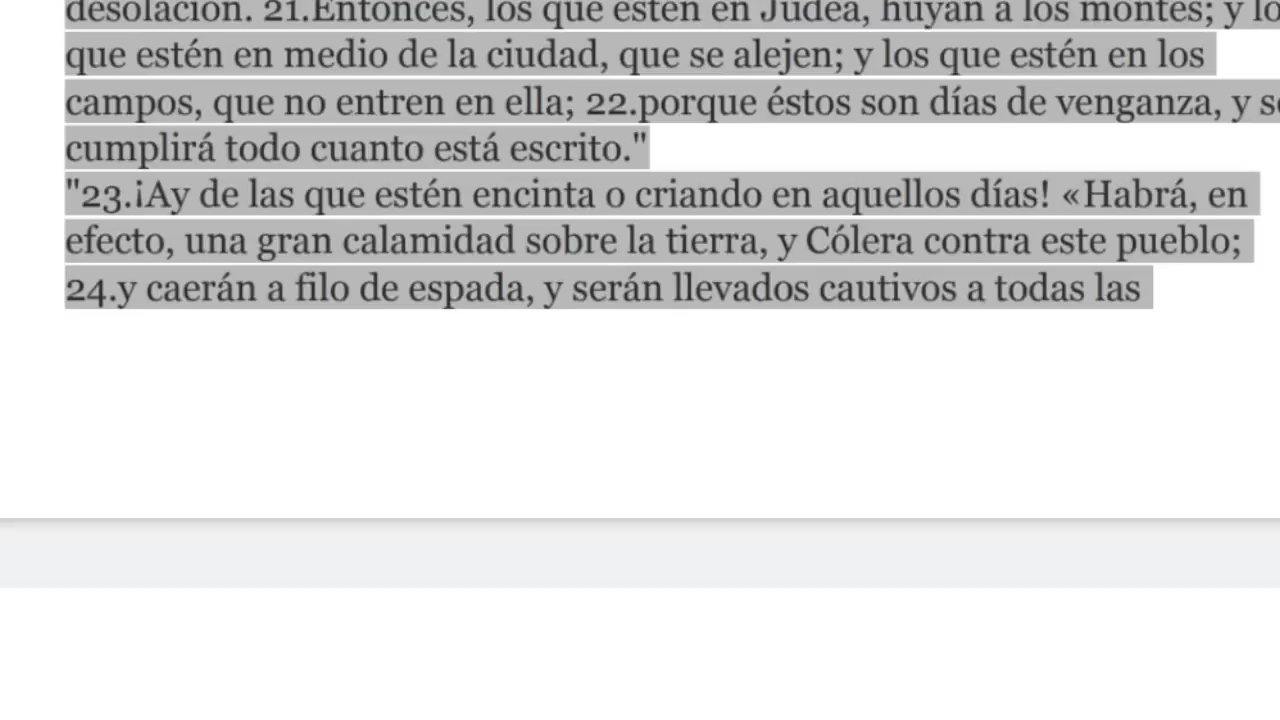 desolación. 21.Entonces, los que estén en Judea, huyan a los montes; y lo
que estén en medio de la ciudad, que se alejen; y los que estén en los
campos, que no entren en ella; 22.porque éstos son días de venganza, y se
cumplirá todo cuanto está escrito."
"23.¡Ay de las que estén encinta o criando en aquellos días! «Habrá, en
efecto, una gran calamidad sobre la tierra, y Cólera contra este pueblo;
24.y caerán a filo de espada, y serán llevados cautivos a todas las